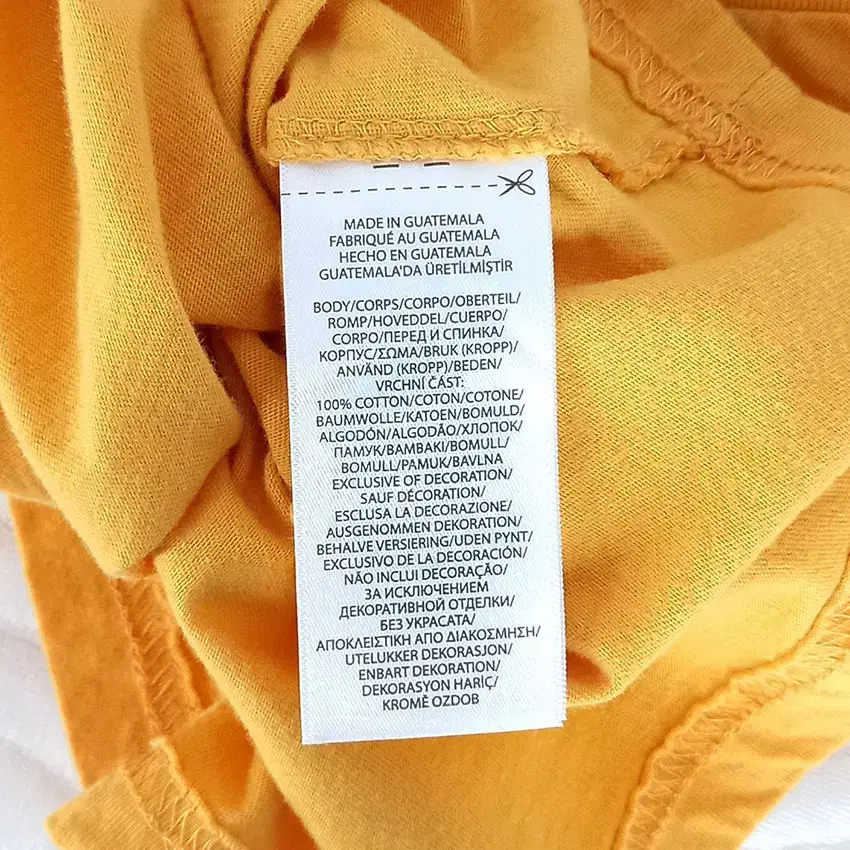 MADE IN GUATEMALA
FABRIQUÉ AU GUATEMALA
HECHO EN GUATEMALA
GUATEMALA'DA ÜRETİLMİŞTİR
BODY/CORPS/CORPO/OBERTEIL/
ROMP/HOVEDDEL/CUERPO/
CORPO/ПЕРЕД И СПИНКА/
КОРПУС/ΣΩΜΑ/BRUK (KROPP)/
ANVÄND (KROPP)/BEDEN/
VRCHNÍ ČÁST:
100% COTTON/COTON/COTONE/
BAUMWOLLE/KATOEN/BOMULD/
ALGODÓN/ALGODÃO/ХЛОПОК/
ПАМУК/ΒΑΜΒΑΚΙ/BOMULL/
BOMULL/PAMUK/BAVLNA
EXCLUSIVE OF DECORATION/
SAUF DÉCORATION/
ESCLUSA LA DECORAZIONE/
AUSGENOMMEN DEKORATION/
BEHALVE VERSIERING/UDEN PYNT/
EXCLUSIVO DE LA DECORACIÓN/
NÃO INCLUI DECORAÇÃO/
ЗА ИСКЛЮЧЕНИЕМ
ДЕКОРАТИВНОЙ ОТДЕЛКИ/
БЕЗ УКРАСАТА/
ΑΠΟΚΛΕΙΣΤΙΚΗ ΑΠΟ ΔΙΑΚΟΣΜΗΣΗ/
UTELUKKER DEKORASJON/
ENBART DEKORATION/
DEKORASYON HARİÇ/
KROMĚ OZDOB